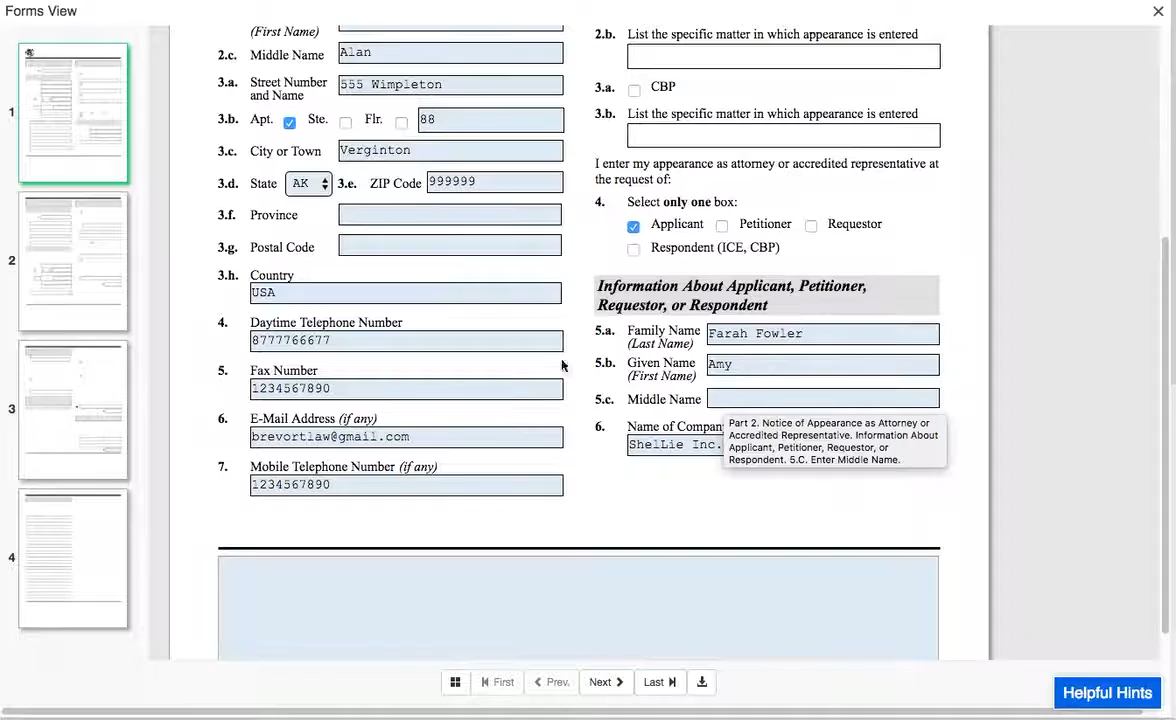 Forms View
(First Name)
2.c. Middle Name Alan
3.a. Street Number and Name 555 Wimpleton
3.b. Apt. Ste. Flr. 88
3.c. City or Town Verginton
3.d. State AK 3.e. ZIP Code 999999
3.f. Province
3.g. Postal Code
3.h. Country
USA
4. Daytime Telephone Number
8777766677
5. Fax Number
1234567890
6. E-Mail Address (if any)
brevortlaw@gmail.com
7. Mobile Telephone Number (if any)
1234567890
2.b. List the specific matter in which appearance is entered
3.a. CBP
3.b. List the specific matter in which appearance is entered
I enter my appearance as attorney or accredited representative at
the request of:
4. Select only one box:
Applicant Petitioner Requestor
Respondent (ICE, CBP)
Information About Applicant, Petitioner,
Requestor, or Respondent
5.a. Family Name (Last Name) Farah Fowler
5.b. Given Name (First Name) Amy
5.c. Middle Name
6. Name of
ShelLie Inc.
Part 2. Notice of Appearance as Attorney or
Accredited Representative. Information About
Applicant, Petitioner, Requestor, or
Respondent. 5.C. Enter Middle Name.
1
2
3
4
First Prev. Next Last
Helpful Hints